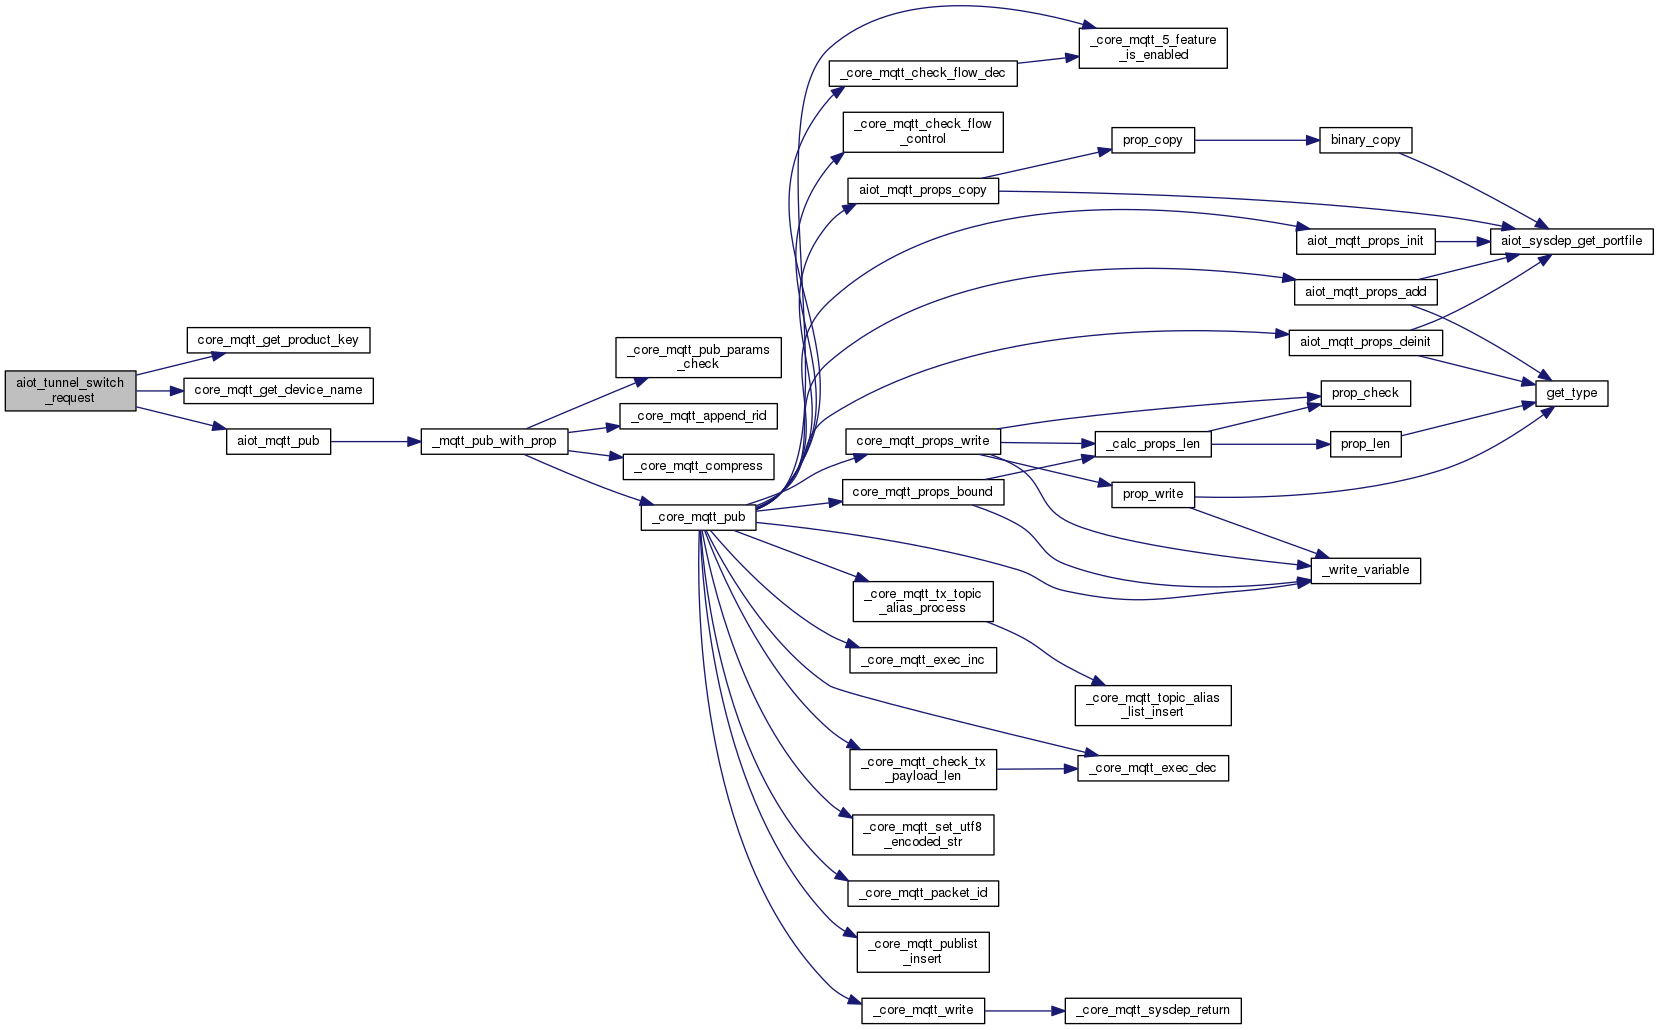 aiot_tunnel_switch
_request
core_mqtt_get_product_key
core_mqtt_get_device_name
aiot_mqtt_pub
_mqtt_pub_with_prop
_core_mqtt_pub_params
_check
_core_mqtt_append_rid
_core_mqtt_compress
_core_mqtt_pub
_core_mqtt_5_feature
_is_enabled
_core_mqtt_check_flow_dec
_core_mqtt_check_flow
_control
aiot_mqtt_props_copy
prop_copy
binary_copy
aiot_sysdep_get_portfile
aiot_mqtt_props_init
aiot_mqtt_props_add
aiot_mqtt_props_deinit
get_type
core_mqtt_props_write
prop_check
_calc_props_len
prop_len
core_mqtt_props_bound
prop_write
_write_variable
_core_mqtt_tx_topic
_alias_process
_core_mqtt_exec_inc
_core_mqtt_topic_alias
_list_insert
_core_mqtt_check_tx
_payload_len
_core_mqtt_exec_dec
_core_mqtt_set_utf8
_encoded_str
_core_mqtt_packet_id
_core_mqtt_publist
_insert
_core_mqtt_write
_core_mqtt_sysdep_return